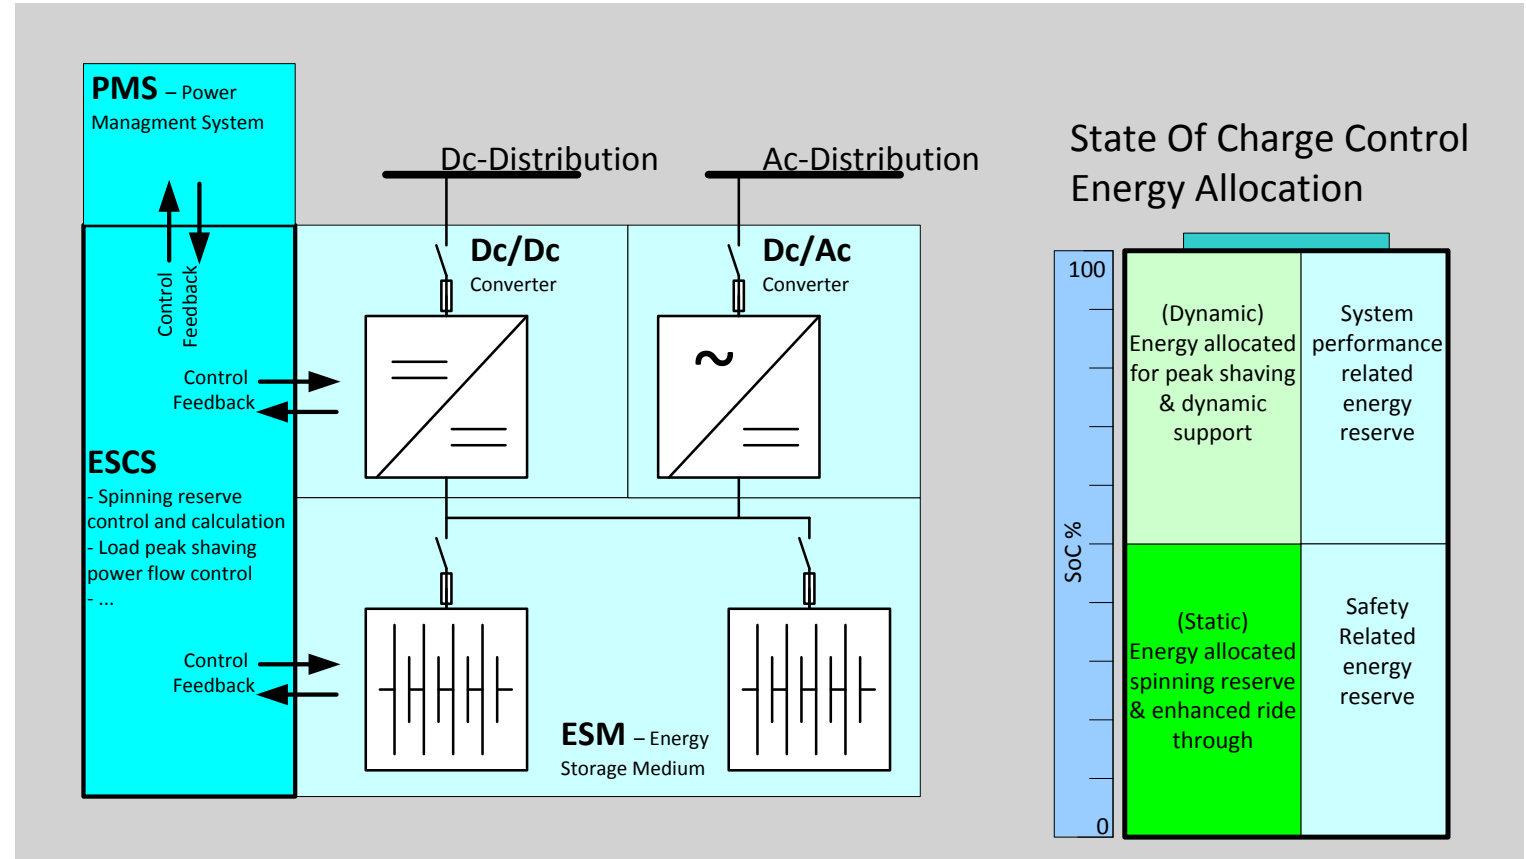 PMS – Power
Managment System
Control
Feedback
Dc-Distribution
Ac-Distribution
Dc/Dc
Converter
Dc/Ac
Converter
~
Control
Feedback
ESCS
- Spinning reserve
control and calculation
- Load peak shaving
power flow control
- ...
Control
Feedback
ESM – Energy
Storage Medium
State Of Charge Control
Energy Allocation
100
SoC %
0
(Dynamic)
Energy allocated
for peak shaving
& dynamic
support
System
performance
related
energy
reserve
(Static)
Energy allocated
spinning reserve
& enhanced ride
through
Safety
Related
energy
reserve